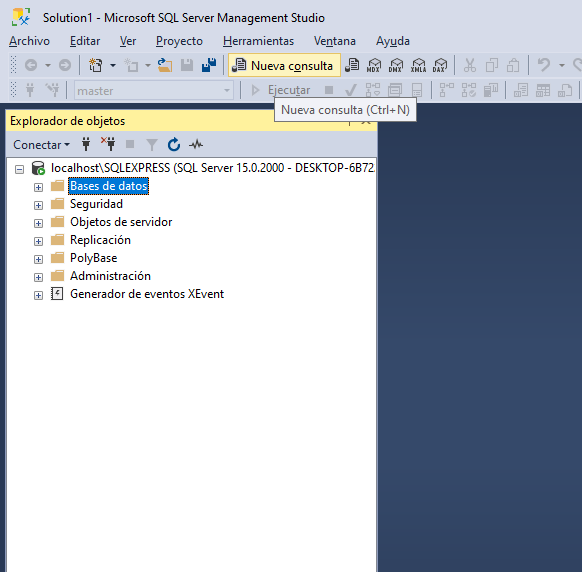 Solution1 - Microsoft SQL Server Management Studio
Archivo Editar Ver Proyecto Herramientas Ventana Ayuda
Nueva consulta MDX DMX XMLA DAX
master Ejecutar
Nueva consulta (Ctrl+N)
Explorador de objetos
Conectar
localhost\SQLEXPRESS (SQL Server 15.0.2000 - DESKTOP-6B72
Bases de datos
Seguridad
Objetos de servidor
Replicación
PolyBase
Administración
Generador de eventos XEvent